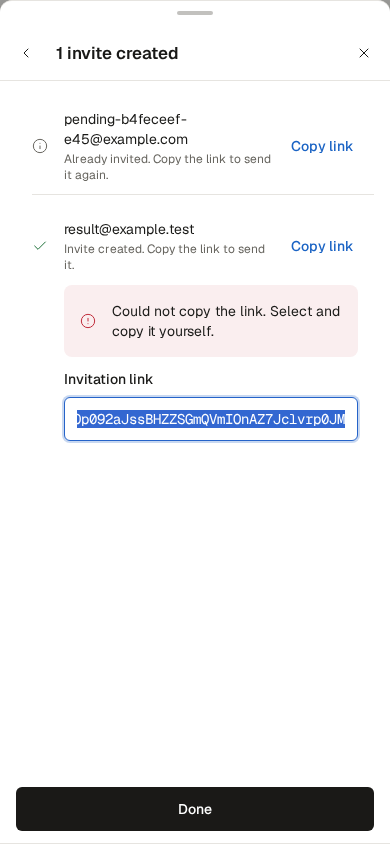 1 invite created
pending-b4feceef-
e45@example.com
Already invited. Copy the link to send
it again.
Copy link
result@example.test
Invite created. Copy the link to send
it.
Copy link
Could not copy the link. Select and
copy it yourself.
Invitation link
Op092aJssBHZZSGmQVmIOnAZ7Jclvrp0JM
Done